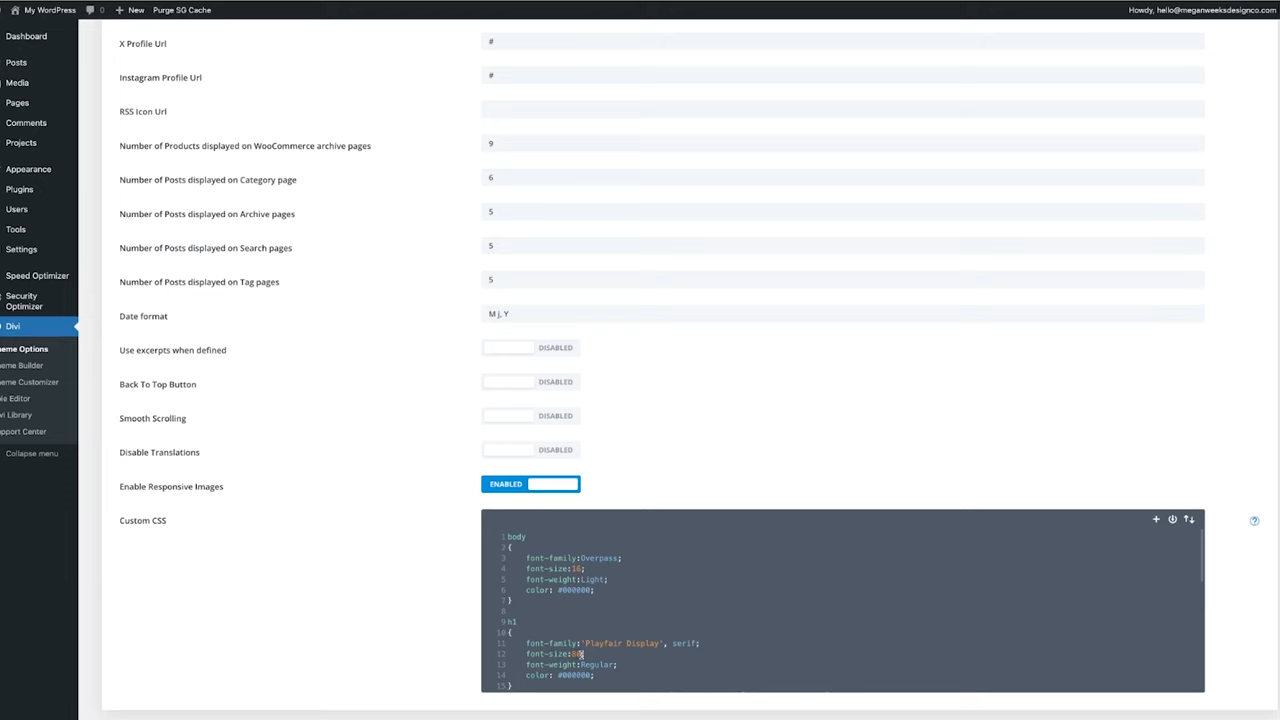 My WordPress 0 + New Purge SG Cache Howdy, hello@meganweeksdesignco.com
Dashboard
Posts
Media
Pages
Comments
Projects
Appearance
Plugins
Users
Tools
Settings
Speed Optimizer
Security
Optimizer
Divi
eme Options
eme Builder
eme Customizer
le Editor
vi Library
pport Center
Collapse menu
X Profile Url #
Instagram Profile Url #
RSS Icon Url
Number of Products displayed on WooCommerce archive pages 9
Number of Posts displayed on Category page 6
Number of Posts displayed on Archive pages 5
Number of Posts displayed on Search pages 5
Number of Posts displayed on Tag pages 5
Date format M j, Y
Use excerpts when defined DISABLED
Back To Top Button DISABLED
Smooth Scrolling DISABLED
Disable Translations DISABLED
Enable Responsive Images ENABLED
Custom CSS
1 body
2 {
3 font-family:Overpass;
4 font-size:16;
5 font-weight:Light;
6 color: #000000;
7 }
8
9 h1
10 {
11 font-family:'Playfair Display', serif;
12 font-size:
13 font-weight:Regular;
14 color: #000000;
15 }